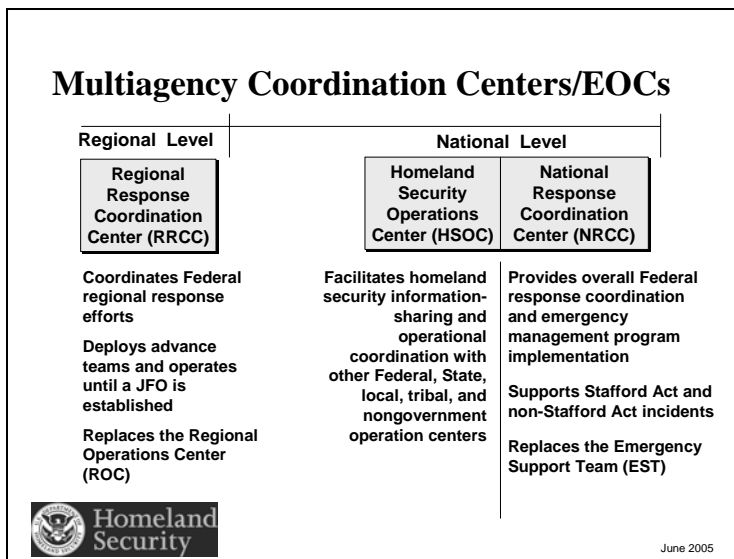 Multiagency Coordination Centers/EOCs
Regional Level
National Level
Regional
Response
Coordination
Center (RRCC)
Homeland
Security
Operations
Center (HSOC)
National
Response
Coordination
Center (NRCC)
Coordinates Federal
regional response
efforts
Deploys advance
teams and operates
until a JFO is
established
Replaces the Regional
Operations Center
(ROC)
Facilitates homeland
security information-
sharing and
operational
coordination with
other Federal, State,
local, tribal, and
nongovernment
operation centers
Provides overall Federal
response coordination
and emergency
management program
implementation
Supports Stafford Act and
non-Stafford Act incidents
Replaces the Emergency
Support Team (EST)
Homeland
Security
June 2005